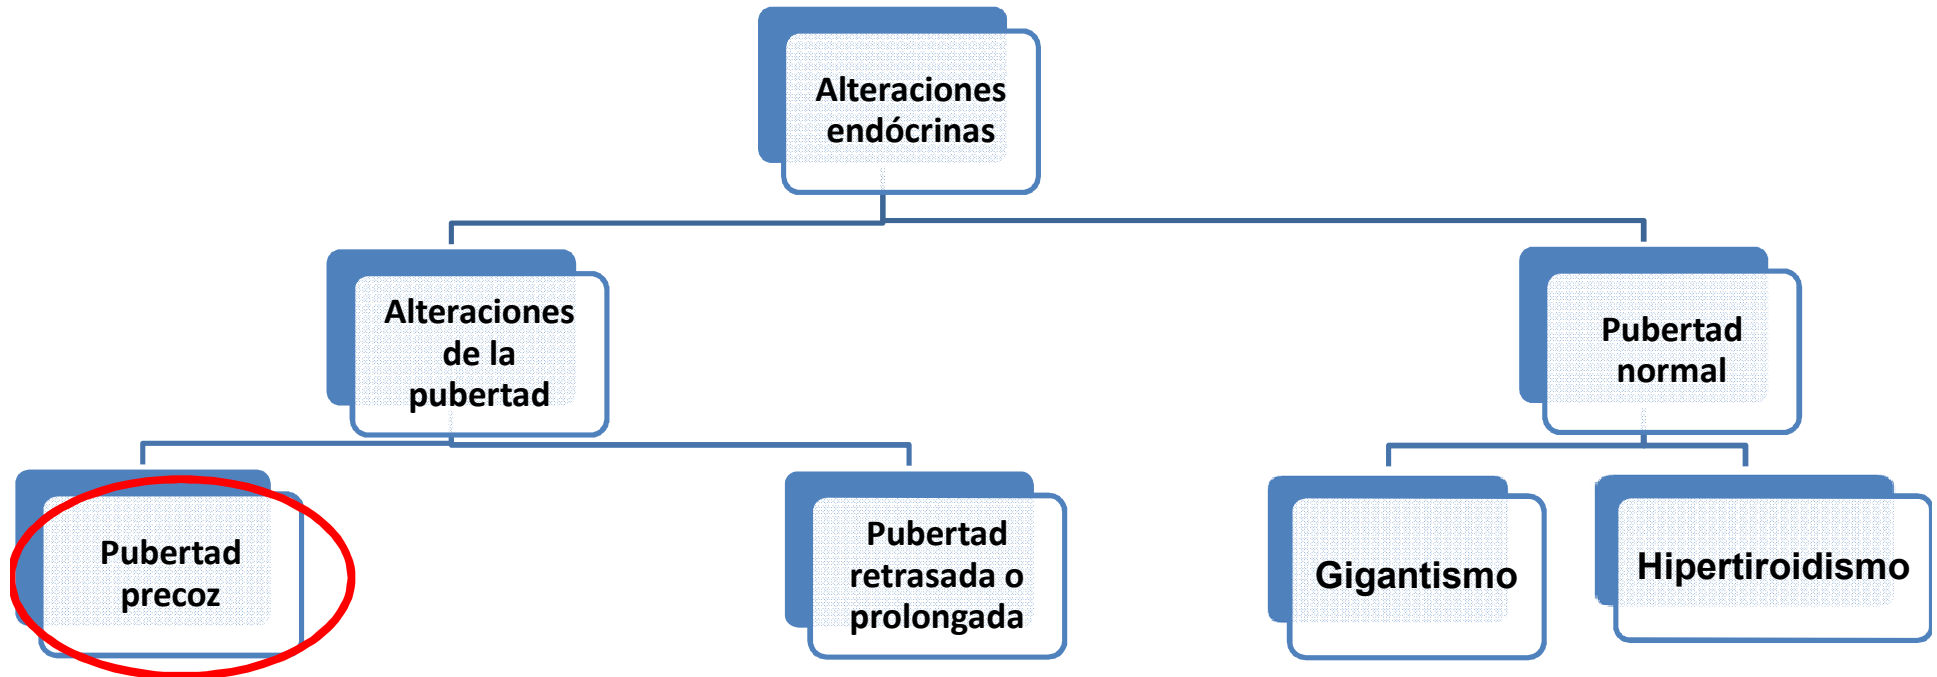 Alteraciones
endócrinas
Alteraciones
de la
pubertad
Pubertad
normal
Pubertad
precoz
Pubertad
retrasada o
prolongada
Gigantismo
Hipertiroidismo